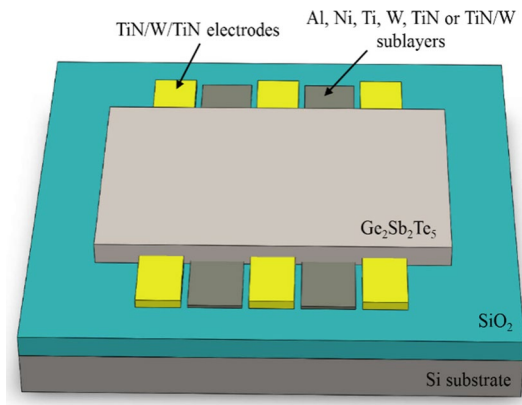 TiN/W/TiN electrodes
Al, Ni, Ti, W, TiN or TiN/W
sublayers
Ge₂Sb₂Te₅
SiO₂
Si substrate